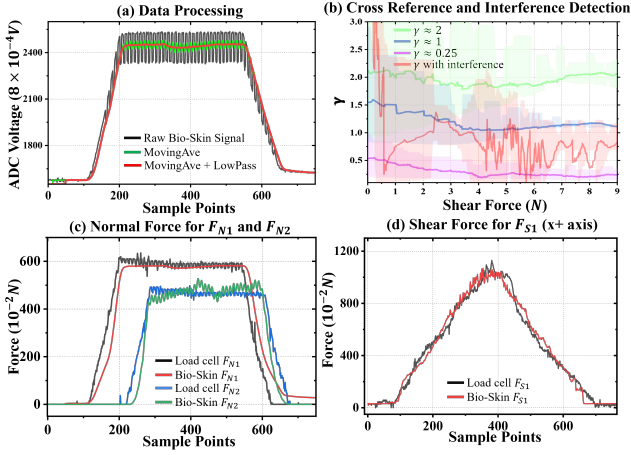 (a) Data Processing
ADC Voltage (8 × 10⁻⁴V)
2400
2100
1800
Raw Bio-Skin Signal
MovingAve
MovingAve + LowPass
0 200 400 600
Sample Points
(b) Cross Reference and Interference Detection
γ
3.0
2.5
2.0
1.5
1.0
0.5
γ ≈ 2
γ ≈ 1
γ ≈ 0.25
γ with interference
0 1 2 3 4 5 6 7 8 9
Shear Force (N)
(c) Normal Force for F_N1 and F_N2
Force (10⁻²N)
600
400
200
0
Load cell F_N1
Bio-Skin F_N1
Load cell F_N2
Bio-Skin F_N2
0 200 400 600
Sample Points
(d) Shear Force for F_S1 (x+ axis)
Force (10⁻²N)
1200
800
400
0
Load cell F_S1
Bio-Skin F_S1
0 200 400 600
Sample Points